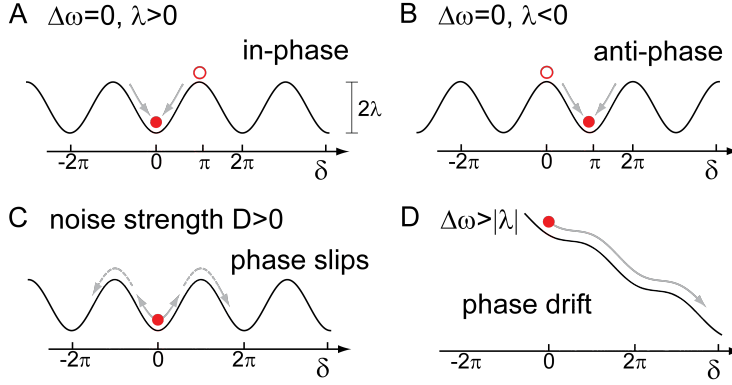 A Δω=0, λ>0
in-phase
2λ
-2π 0 π 2π δ
B Δω=0, λ<0
anti-phase
-2π 0 π 2π δ
C noise strength D>0
phase slips
-2π 0 2π δ
D Δω>|λ|
phase drift
-2π 0 2π δ